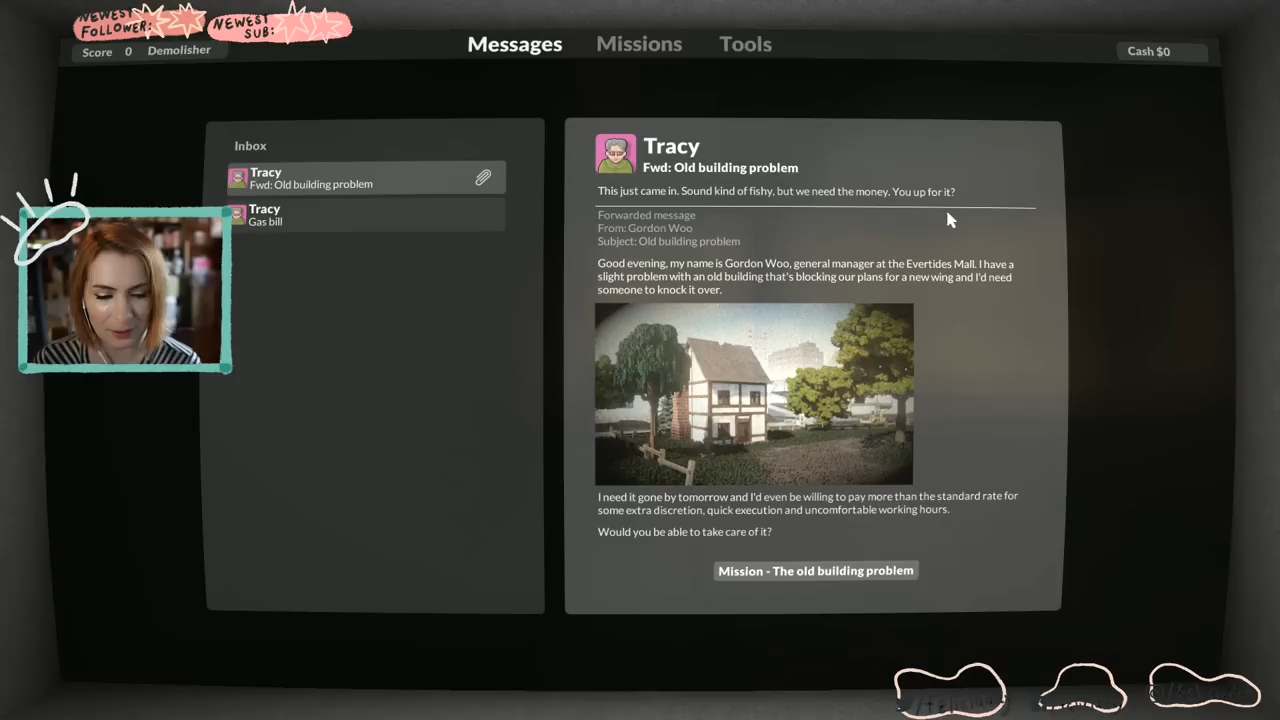 NEWEST
FOLLOWER:
NEWEST
SUB:
Score 0 Demolisher
Messages Missions Tools
Cash $0
Inbox
Tracy
Fwd: Old building problem
Tracy
Gas bill
Tracy
Fwd: Old building problem
This just came in. Sound kind of fishy, but we need the money. You up for it?
Forwarded message
From: Gordon Woo
Subject: Old building problem
Good evening, my name is Gordon Woo, general manager at the Evertides Mall. I have a
slight problem with an old building that's blocking our plans for a new wing and I'd need
someone to knock it over.
I need it gone by tomorrow and I'd even be willing to pay more than the standard rate for
some extra discretion, quick execution and uncomfortable working hours.
Would you be able to take care of it?
Mission - The old building problem